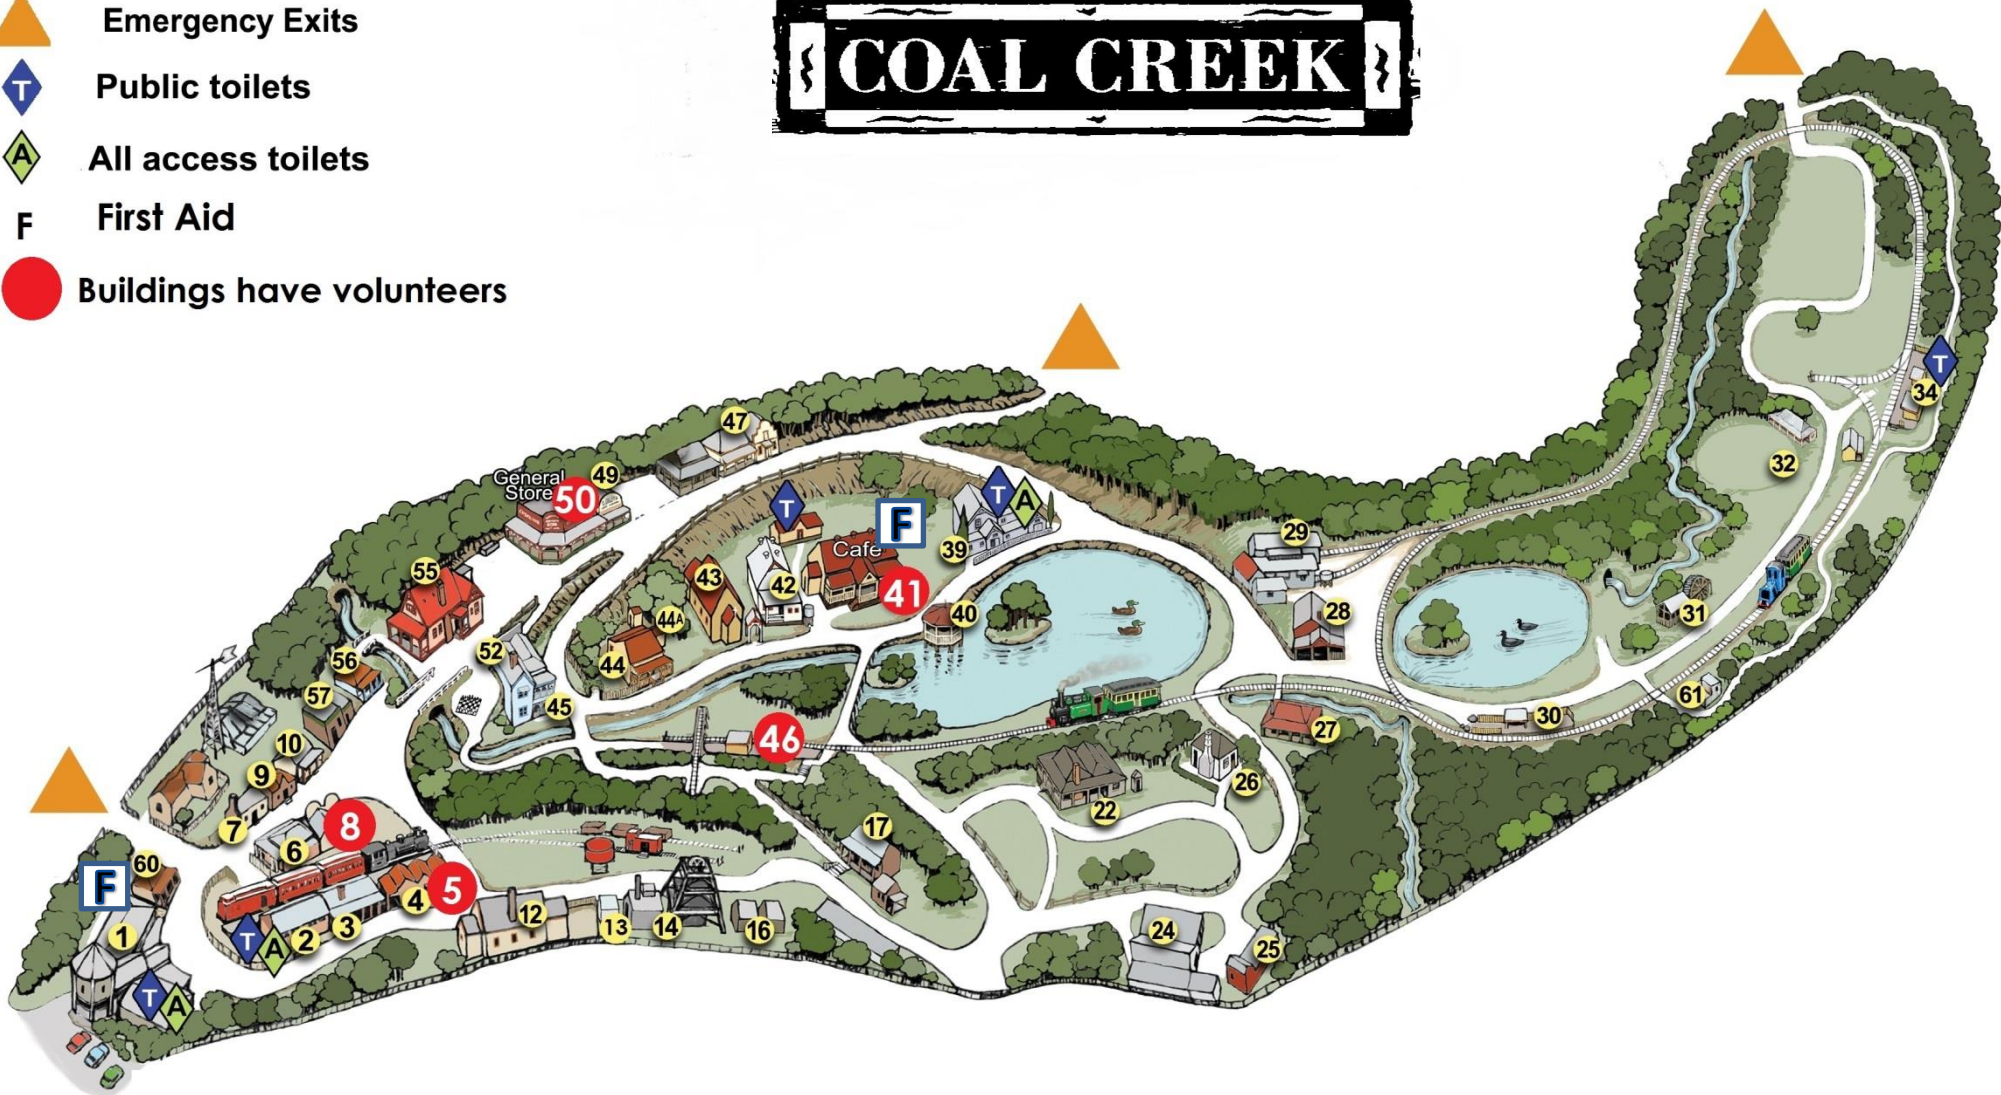 COAL CREEK
Emergency Exits
T Public toilets
A All access toilets
F First Aid
Buildings have volunteers
T
34
47
General
Store
50
49
32
T
F
T
A
39
29
Cafe
41
55
43
42
44A
40
28
31
52
44
56
57
45
61
46
30
27
10
9
26
22
7
8
6
17
60
F
5
4
12
13
14
16
24
25
1
T
A
2
3
T
A